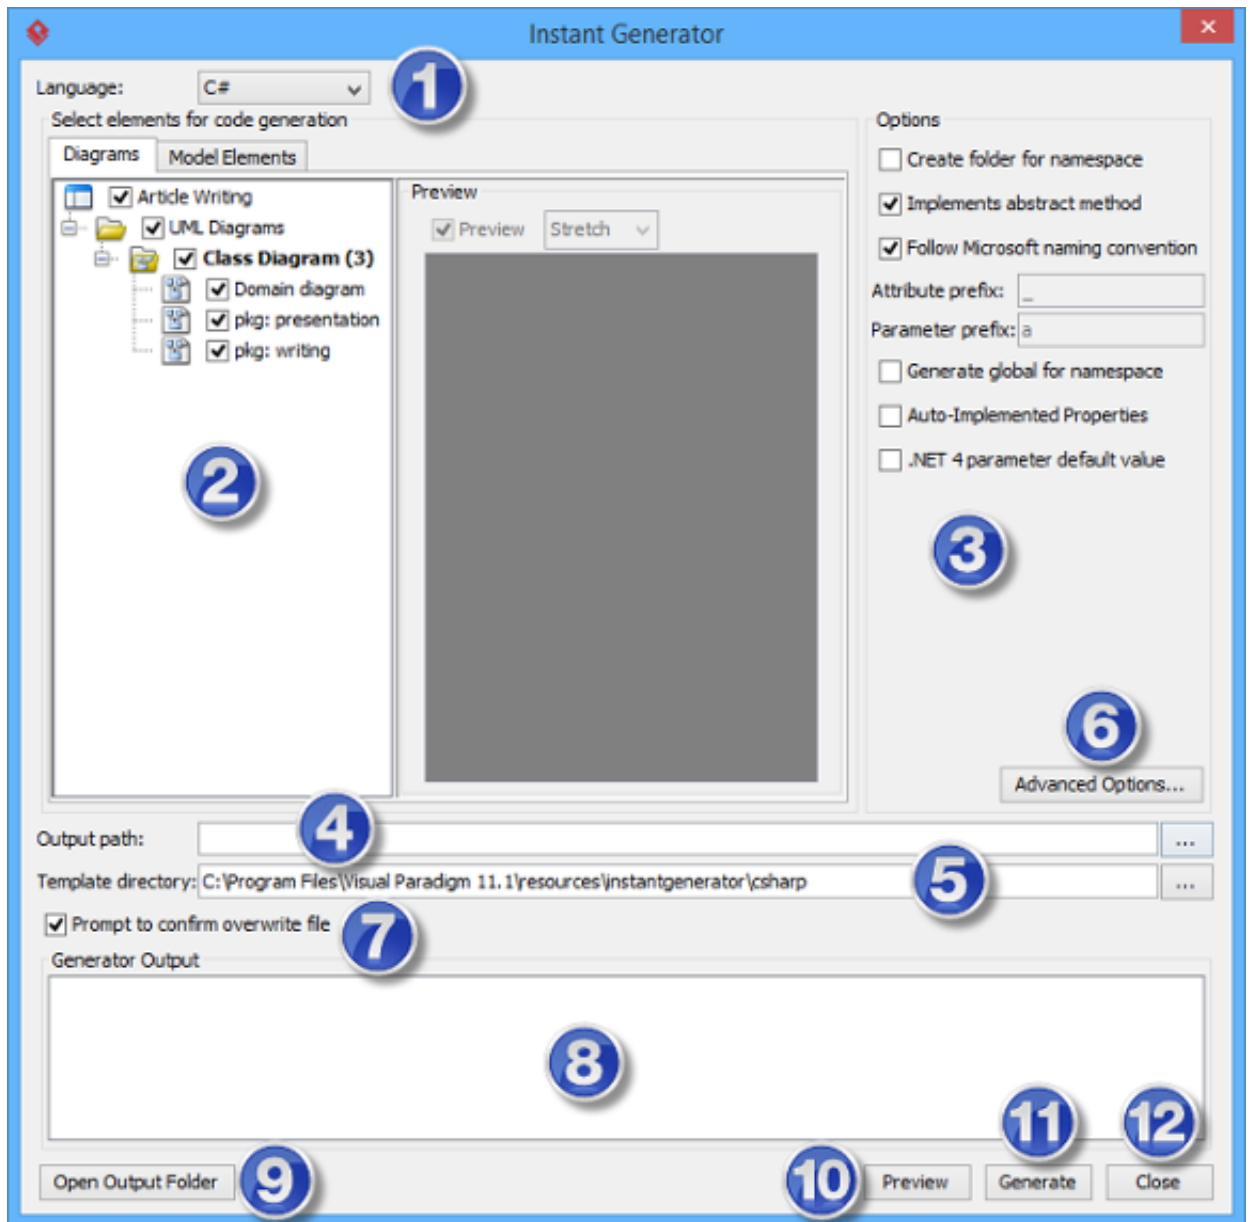 Instant Generator
Language: C# 1
Select elements for code generation
Diagrams Model Elements
Article Writing
UML Diagrams
Class Diagram (3)
Domain diagram
pkg: presentation
pkg: writing
2
Preview
Preview Stretch
Options
Create folder for namespace
Implements abstract method
Follow Microsoft naming convention
Attribute prefix: _
Parameter prefix: a
Generate global for namespace
Auto-Implemented Properties
.NET 4 parameter default value
3
6
Advanced Options...
Output path: 4 ...
Template directory: C:\Program Files\Visual Paradigm 11.1\resources\instantgenerator\csharp 5 ...
Prompt to confirm overwrite file 7
Generator Output
8
11 12
Open Output Folder 9 10 Preview Generate Close